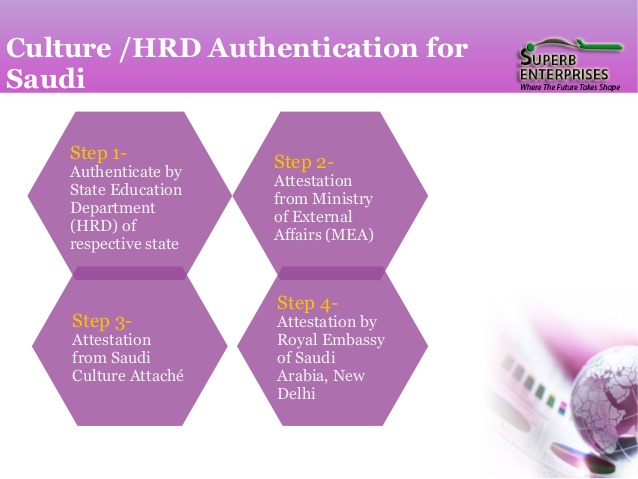 Culture /HRD Authentication for
Saudi
SUPERB
ENTERPRISES
Where The Future Takes Shape
Step 1-
Authenticate by
State Education
Department
(HRD) of
respective state
Step 2-
Attestation
from Ministry
of External
Affairs (MEA)
Step 3-
Attestation
from Saudi
Culture Attaché
Step 4-
Attestation by
Royal Embassy
of Saudi
Arabia, New
Delhi